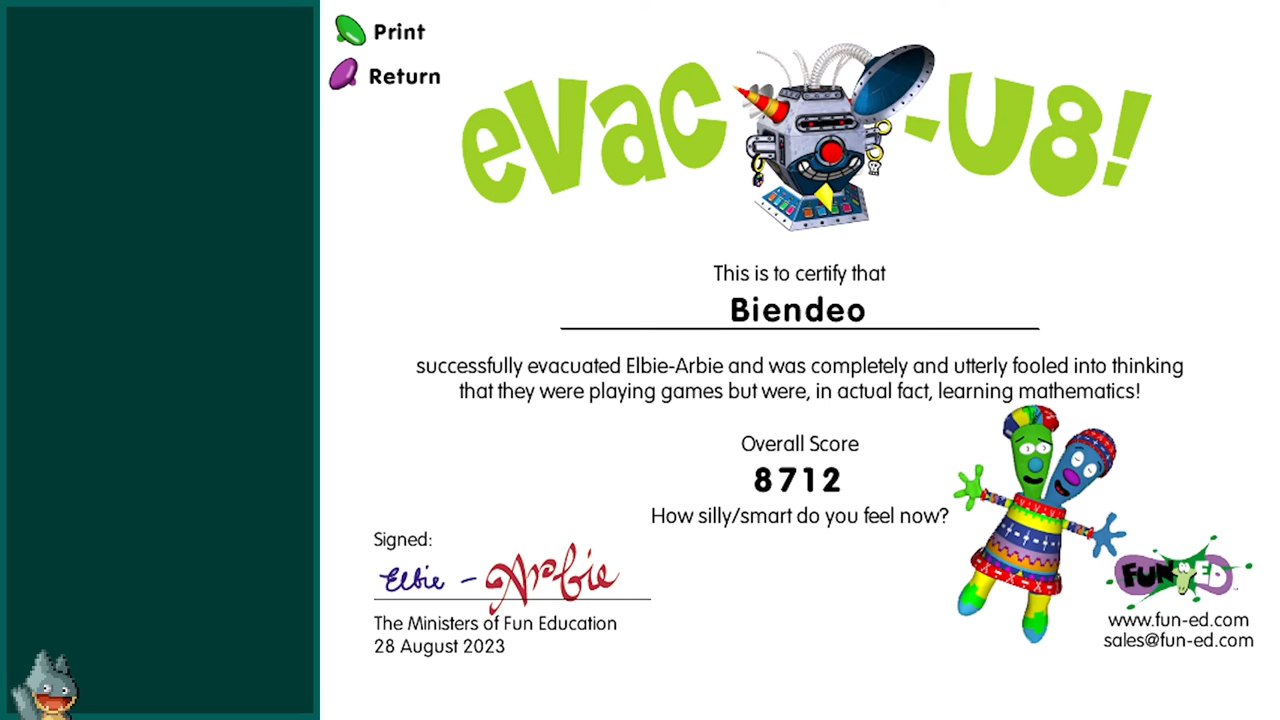 Print
Return
evac-U8!
This is to certify that
Biendeo
successfully evacuated Elbie-Arbie and was completely and utterly fooled into thinking
that they were playing games but were, in actual fact, learning mathematics!
Overall Score
8712
How silly/smart do you feel now?
Signed:
Elbie - Arbie
The Ministers of Fun Education
28 August 2023
FUN ED
www.fun-ed.com
sales@fun-ed.com